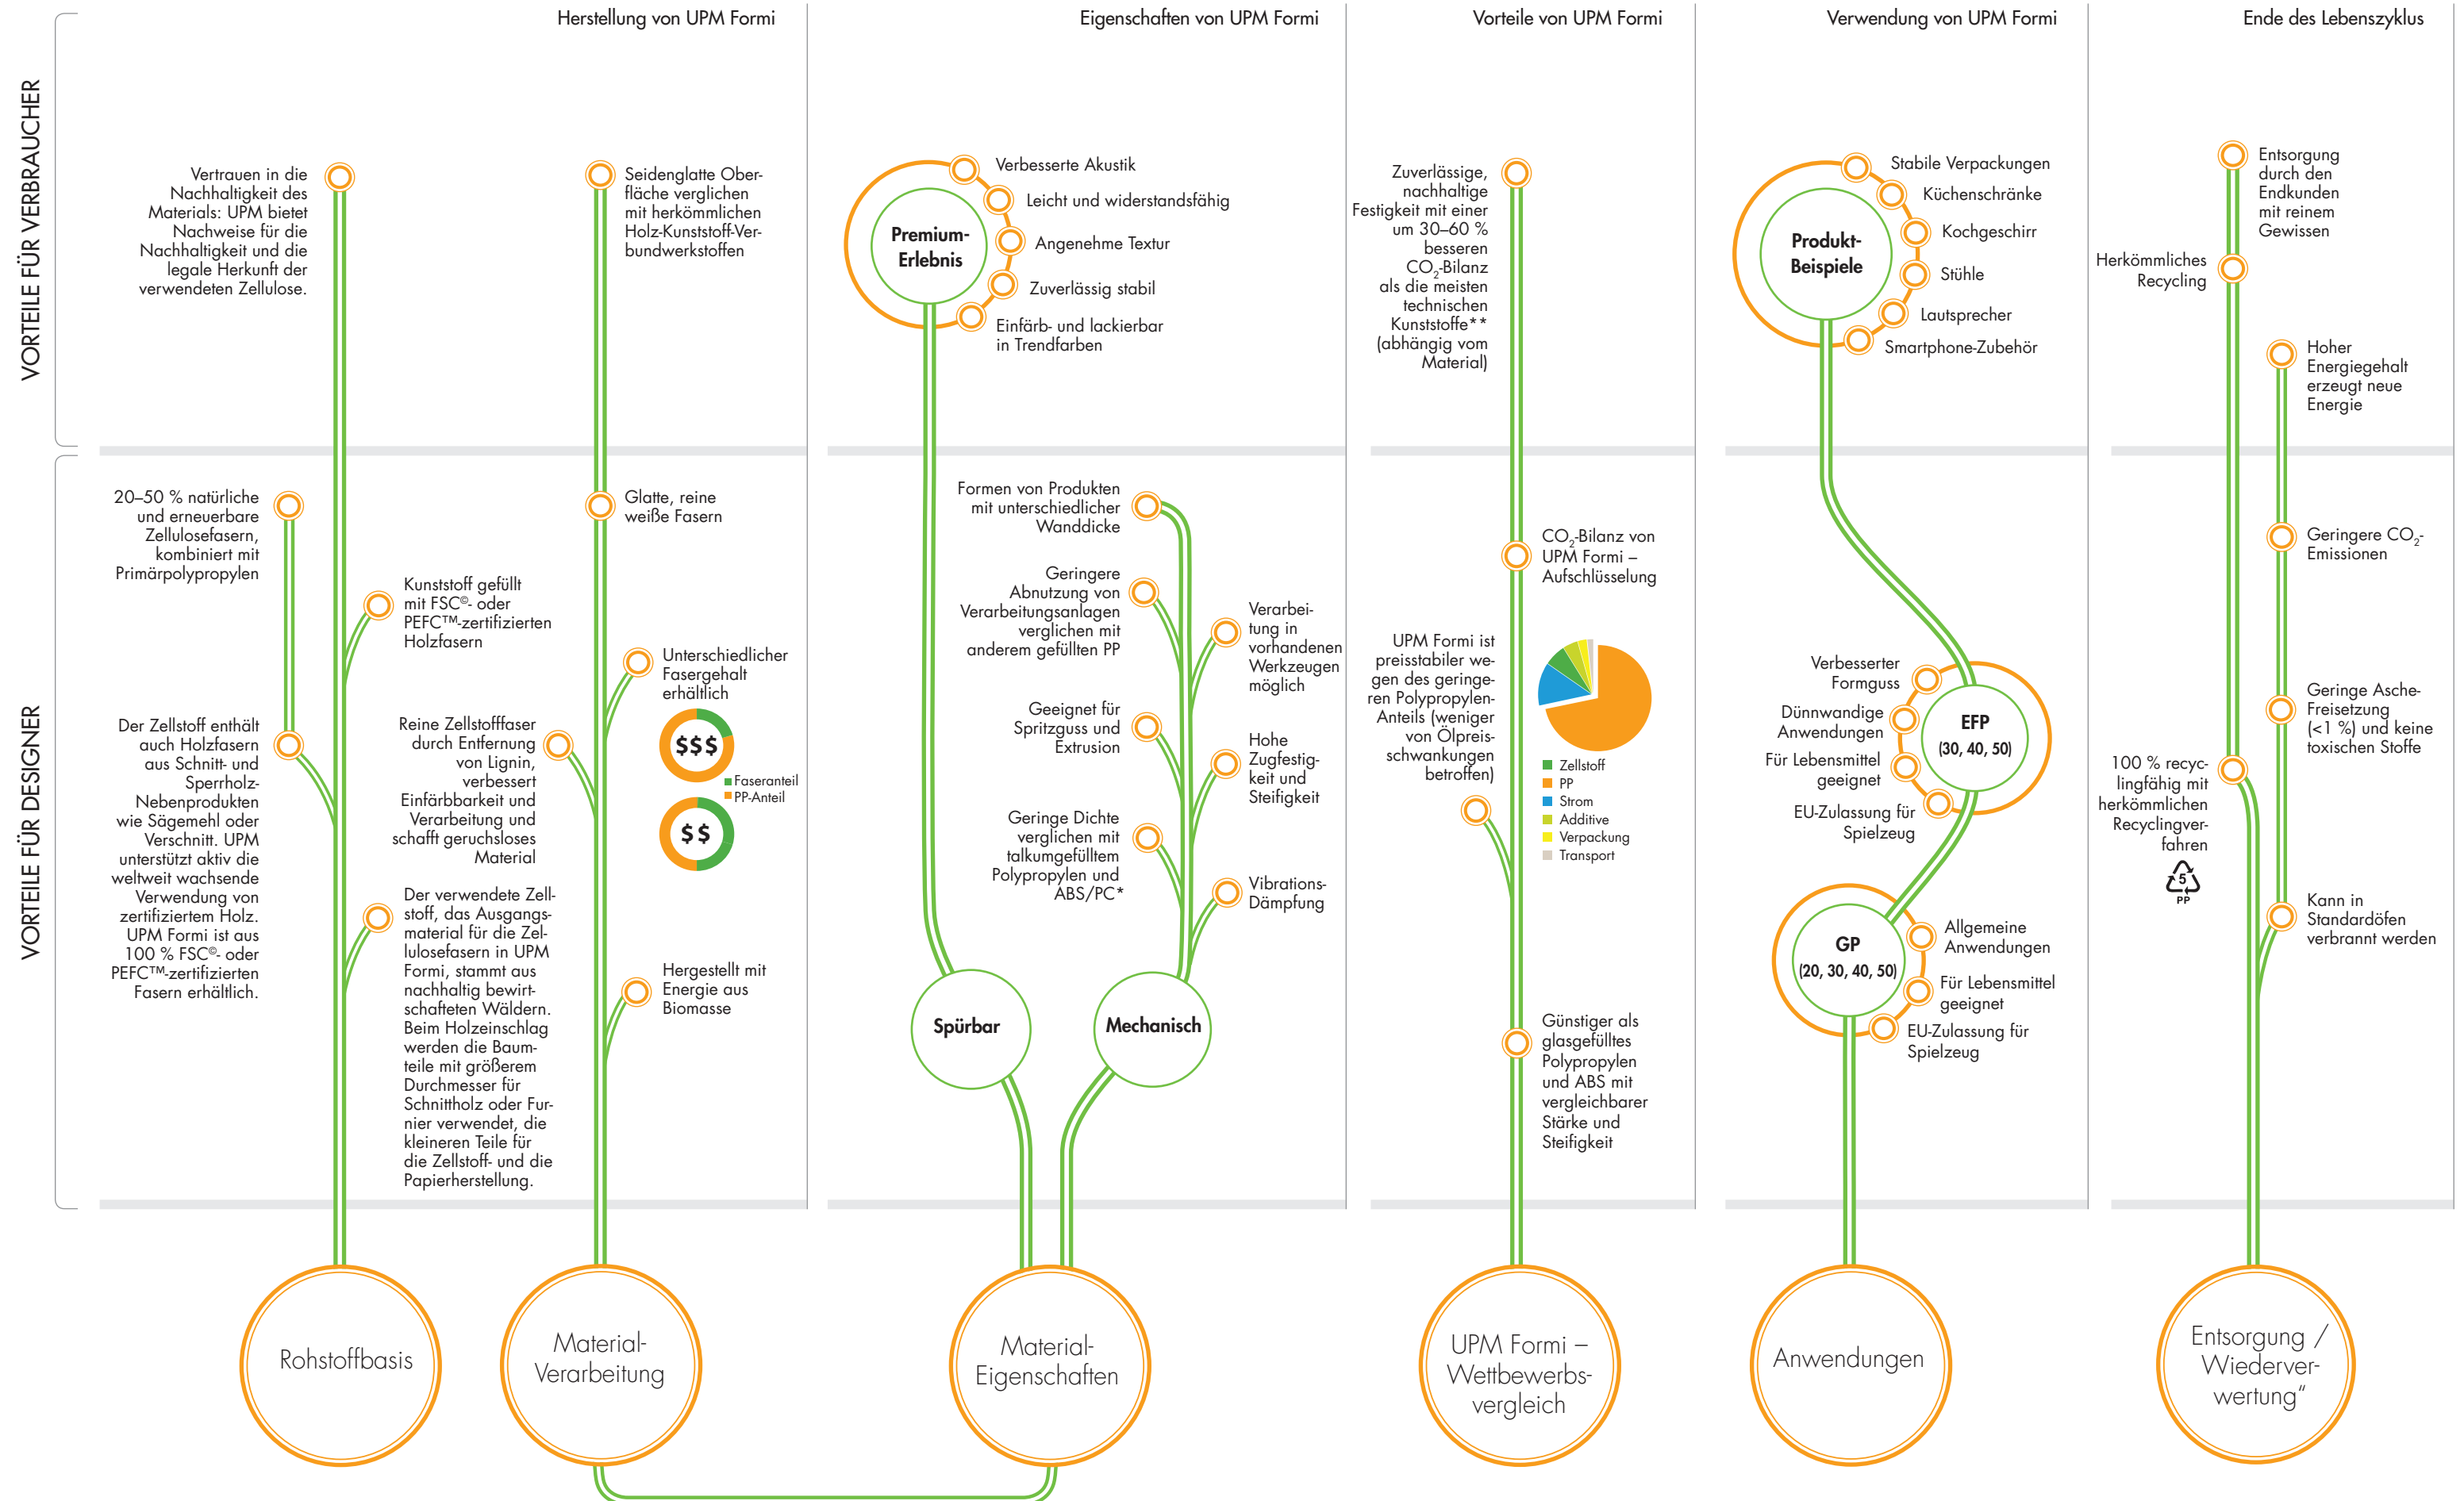 Herstellung von UPM Formi
Eigenschaften von UPM Formi
Vorteile von UPM Formi
Verwendung von UPM Formi
Ende des Lebenszyklus
VORTEILE FÜR VERBRAUCHER
Vertrauen in die
Nachhaltigkeit des
Materials: UPM bietet
Nachweise für die
Nachhaltigkeit und die
legale Herkunft der
verwendeten Zellulose.
Seidenglatte Ober-
fläche verglichen
mit herkömmlichen
Holz-Kunststoff-Ver-
bundwerkstoffen
Premium-
Erlebnis
Verbesserte Akustik
Leicht und widerstandsfähig
Angenehme Textur
Zuverlässig stabil
Einfärb- und lackierbar
in Trendfarben
Zuverlässige,
nachhaltige
Festigkeit mit einer
um 30–60 %
besseren
CO₂-Bilanz
als die meisten
technischen
Kunststoffe**
(abhängig vom
Material)
Produkt-
Beispiele
Stabile Verpackungen
Küchenschränke
Kochgeschirr
Stühle
Lautsprecher
Smartphone-Zubehör
Entsorgung
durch den
Endkunden
mit reinem
Gewissen
Herkömmliches
Recycling
Hoher
Energiegehalt
erzeugt neue
Energie
VORTEILE FÜR DESIGNER
20–50 % natürliche
und erneuerbare
Zellulosefasern,
kombiniert mit
Primärpolypropylen
Kunststoff gefüllt
mit FSC©- oder
PEFC™-zertifizierten
Holzfasern
Der Zellstoff enthält
auch Holzfasern
aus Schnitt- und
Sperrholz-
Nebenprodukten
wie Sägemehl oder
Verschnitt. UPM
unterstützt aktiv die
weltweit wachsende
Verwendung von
zertifiziertem Holz.
UPM Formi ist aus
100 % FSC©- oder
PEFC™-zertifizierten
Fasern erhältlich.
Der verwendete Zell-
stoff, das Ausgangs-
material für die Zel-
lulosefasern in UPM
Formi, stammt aus
nachhaltig bewirt-
schafteten Wäldern.
Beim Holzeinschlag
werden die Baum-
teile mit größerem
Durchmesser für
Schnittholz oder Fur-
nier verwendet, die
kleineren Teile für
die Zellstoff- und die
Papierherstellung.
Glatte, reine
weiße Fasern
Unterschiedlicher
Fasergehalt
erhältlich
$$$
Faseranteil
PP-Anteil
$$
Reine Zellstofffaser
durch Entfernung
von Lignin,
verbessert
Einfärbbarkeit und
Verarbeitung und
schafft geruchsloses
Material
Hergestellt mit
Energie aus
Biomasse
Formen von Produkten
mit unterschiedlicher
Wanddicke
Geringere
Abnutzung von
Verarbeitungsanlagen
verglichen mit
anderem gefüllten PP
Verarbei-
tung in
vorhandenen
Werkzeugen
möglich
Geeignet für
Spritzguss und
Extrusion
Hohe
Zugfestig-
keit und
Steifigkeit
Geringe Dichte
verglichen mit
talkumgefülltem
Polypropylen und
ABS/PC*
Vibrations-
Dämpfung
Spürbar
Mechanisch
CO₂-Bilanz von
UPM Formi –
Aufschlüsselung
UPM Formi ist
preisstabiler we-
gen des geringe-
ren Polypropylen-
Anteils (weniger
von Ölpreis-
schwankungen
betroffen)
Zellstoff
PP
Strom
Additive
Verpackung
Transport
Günstiger als
glasgefülltes
Polypropylen
und ABS mit
vergleichbarer
Stärke und
Steifigkeit
Verbesserter
Formguss
Dünnwandige
Anwendungen
Für Lebensmittel
geeignet
EU-Zulassung für
Spielzeug
EFP
(30, 40, 50)
GP
(20, 30, 40, 50)
Allgemeine
Anwendungen
Für Lebensmittel
geeignet
EU-Zulassung für
Spielzeug
Geringere CO₂-
Emissionen
Geringe Asche-
Freisetzung
(<1 %) und keine
toxischen Stoffe
100 % recyc-
lingfähig mit
herkömmlichen
Recyclingver-
fahren
5
PP
Kann in
Standardöfen
verbrannt werden
Rohstoffbasis
Material-
Verarbeitung
Material-
Eigenschaften
UPM Formi –
Wettbewerbs-
vergleich
Anwendungen
Entsorgung /
Wiederver-
wertung“